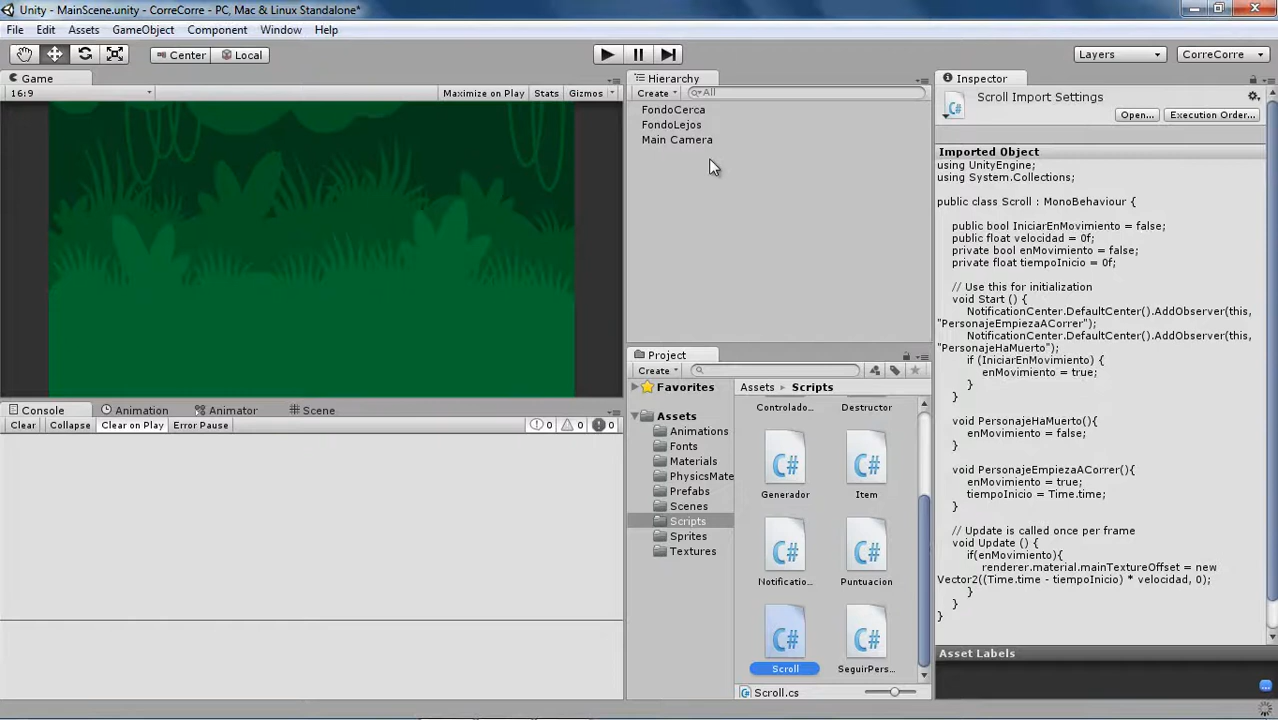 Unity - MainScene.unity - CorreCorre - PC, Mac & Linux Standalone*
File Edit Assets GameObject Component Window Help
Center Local
Layers CorreCorre
Game
16:9 Maximize on Play Stats Gizmos
Hierarchy
Create All
FondoCerca
FondoLejos
Main Camera
Console Animation Animator Scene
Clear Collapse Clear on Play Error Pause 0 0 0
Project
Create
Favorites
Assets
Animations
Fonts
Materials
PhysicsMate
Prefabs
Scenes
Scripts
Sprites
Textures
Assets Scripts
Controlado... Destructor
C# C#
Generador Item
C# C#
Notificatio... Puntuacion
C# C#
Scroll SeguirPers...
Scroll.cs
Inspector
C# Scroll Import Settings
Open... Execution Order...
Imported Object
using UnityEngine;
using System.Collections;
public class Scroll : MonoBehaviour {
public bool IniciarEnMovimiento = false;
public float velocidad = 0f;
private bool enMovimiento = false;
private float tiempoInicio = 0f;
// Use this for initialization
void Start () {
NotificationCenter.DefaultCenter().AddObserver(this,
"PersonajeEmpiezaACorrer");
NotificationCenter.DefaultCenter().AddObserver(this,
"PersonajeHaMuerto");
if (IniciarEnMovimiento) {
enMovimiento = true;
}
}
void PersonajeHaMuerto(){
enMovimiento = false;
}
void PersonajeEmpiezaACorrer(){
enMovimiento = true;
tiempoInicio = Time.time;
}
// Update is called once per frame
void Update () {
if(enMovimiento){
renderer.material.mainTextureOffset = new
Vector2((Time.time - tiempoInicio) * velocidad, 0);
}
}
}
Asset Labels